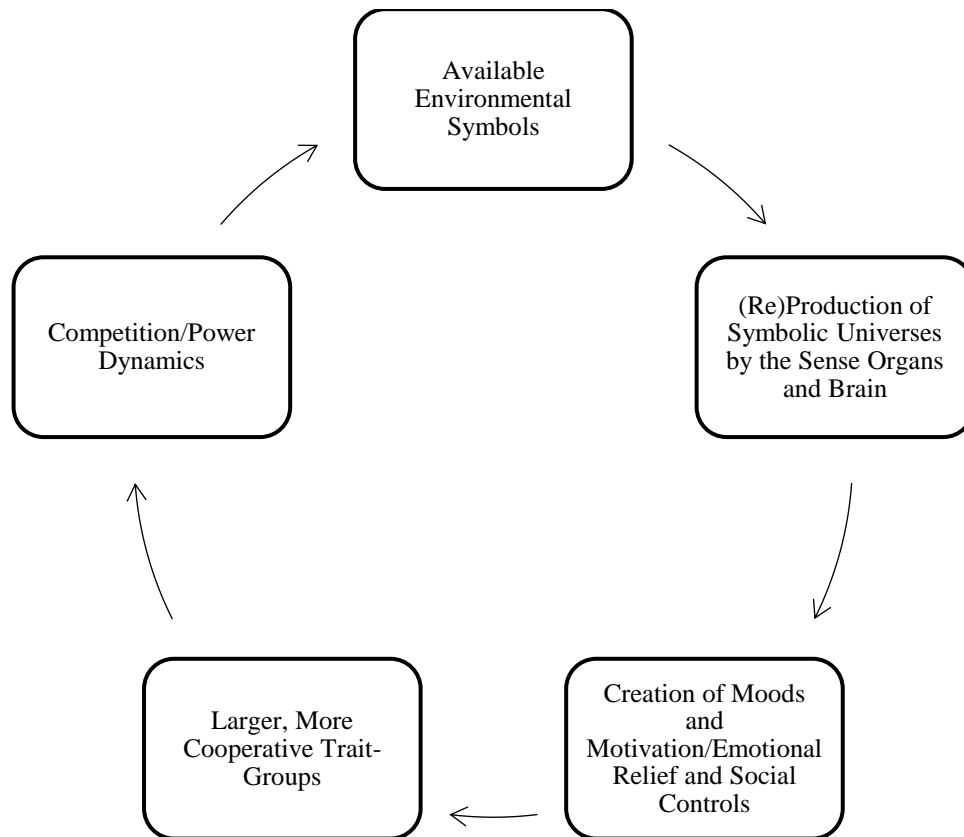 Available
Environmental
Symbols
(Re)Production of
Symbolic Universes
by the Sense Organs
and Brain
Creation of Moods
and
Motivation/Emotional
Relief and Social
Controls
Larger, More
Cooperative Trait-
Groups
Competition/Power
Dynamics